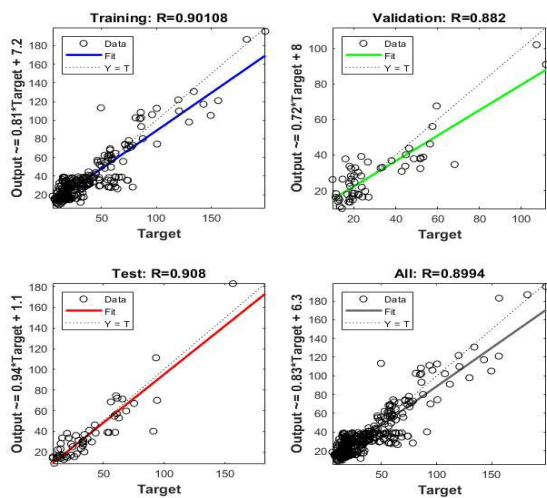 Training: R=0.90108
Output ~= 0.81*Target + 7.2
Data
Fit
Y = T
180
160
140
120
100
80
60
40
20
50
100
150
Target
Validation: R=0.882
Output ~= 0.72*Target + 8
Data
Fit
Y = T
100
80
60
40
20
20
40
60
80
100
Target
Test: R=0.908
Output ~= 0.94*Target + 1.1
Data
Fit
Y = T
180
160
140
120
100
80
60
40
20
50
100
150
Target
All: R=0.8994
Output ~= 0.83*Target + 6.3
Data
Fit
Y = T
180
160
140
120
100
80
60
40
20
50
100
150
Target